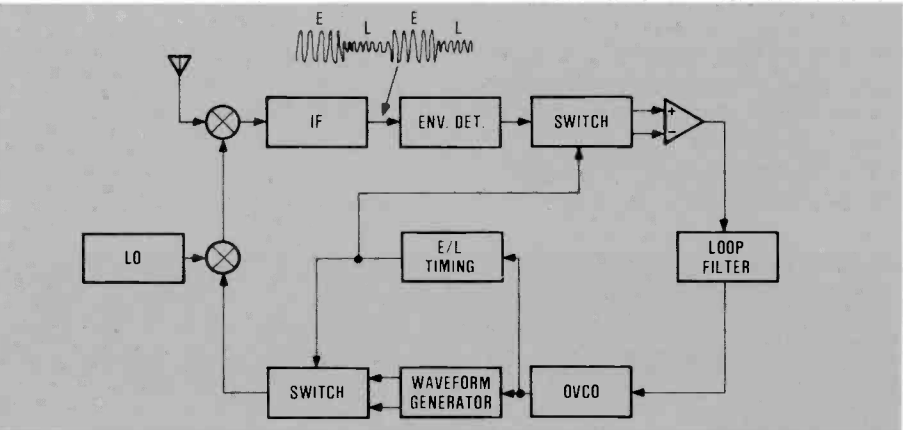 E E
L L
IF
ENV. DET.
SWITCH
+
−
LO
E/L
TIMING
LOOP
FILTER
SWITCH
WAVEFORM
GENERATOR
OVCO